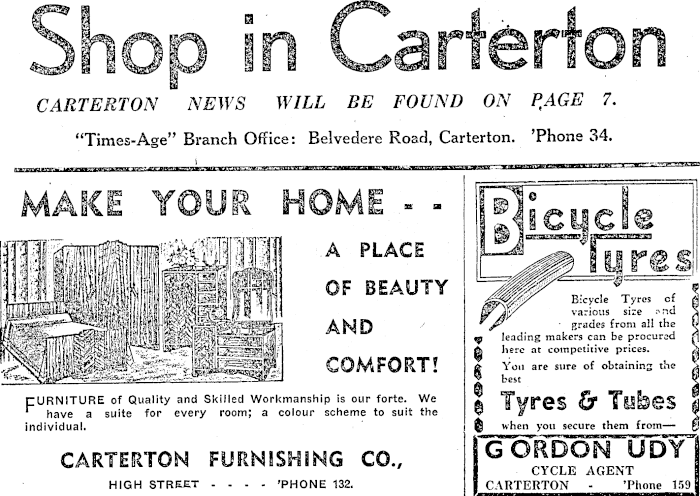 Shop in Carterton
CARTERTON NEWS WILL BE FOUND ON PAGE 7.
"Times-Age" Branch Office: Belvedere Road, Carterton. 'Phone 34.
MAKE YOUR HOME - -
A PLACE
OF BEAUTY
AND
COMFORT!
FURNITURE of Quality and Skilled Workmanship is our forte. We
have a suite for every room; a colour scheme to suit the
individual.
CARTERTON FURNISHING CO.,
HIGH STREET - - - - 'PHONE 132.
Bicycle
Tyres
Bicycle Tyres of
various size and
grades from all the
leading makers can be procured
here at competitive prices.
You are sure of obtaining the
best
Tyres & Tubes
when you secure them from—
GORDON UDY
CYCLE AGENT
CARTERTON - 'Phone 159